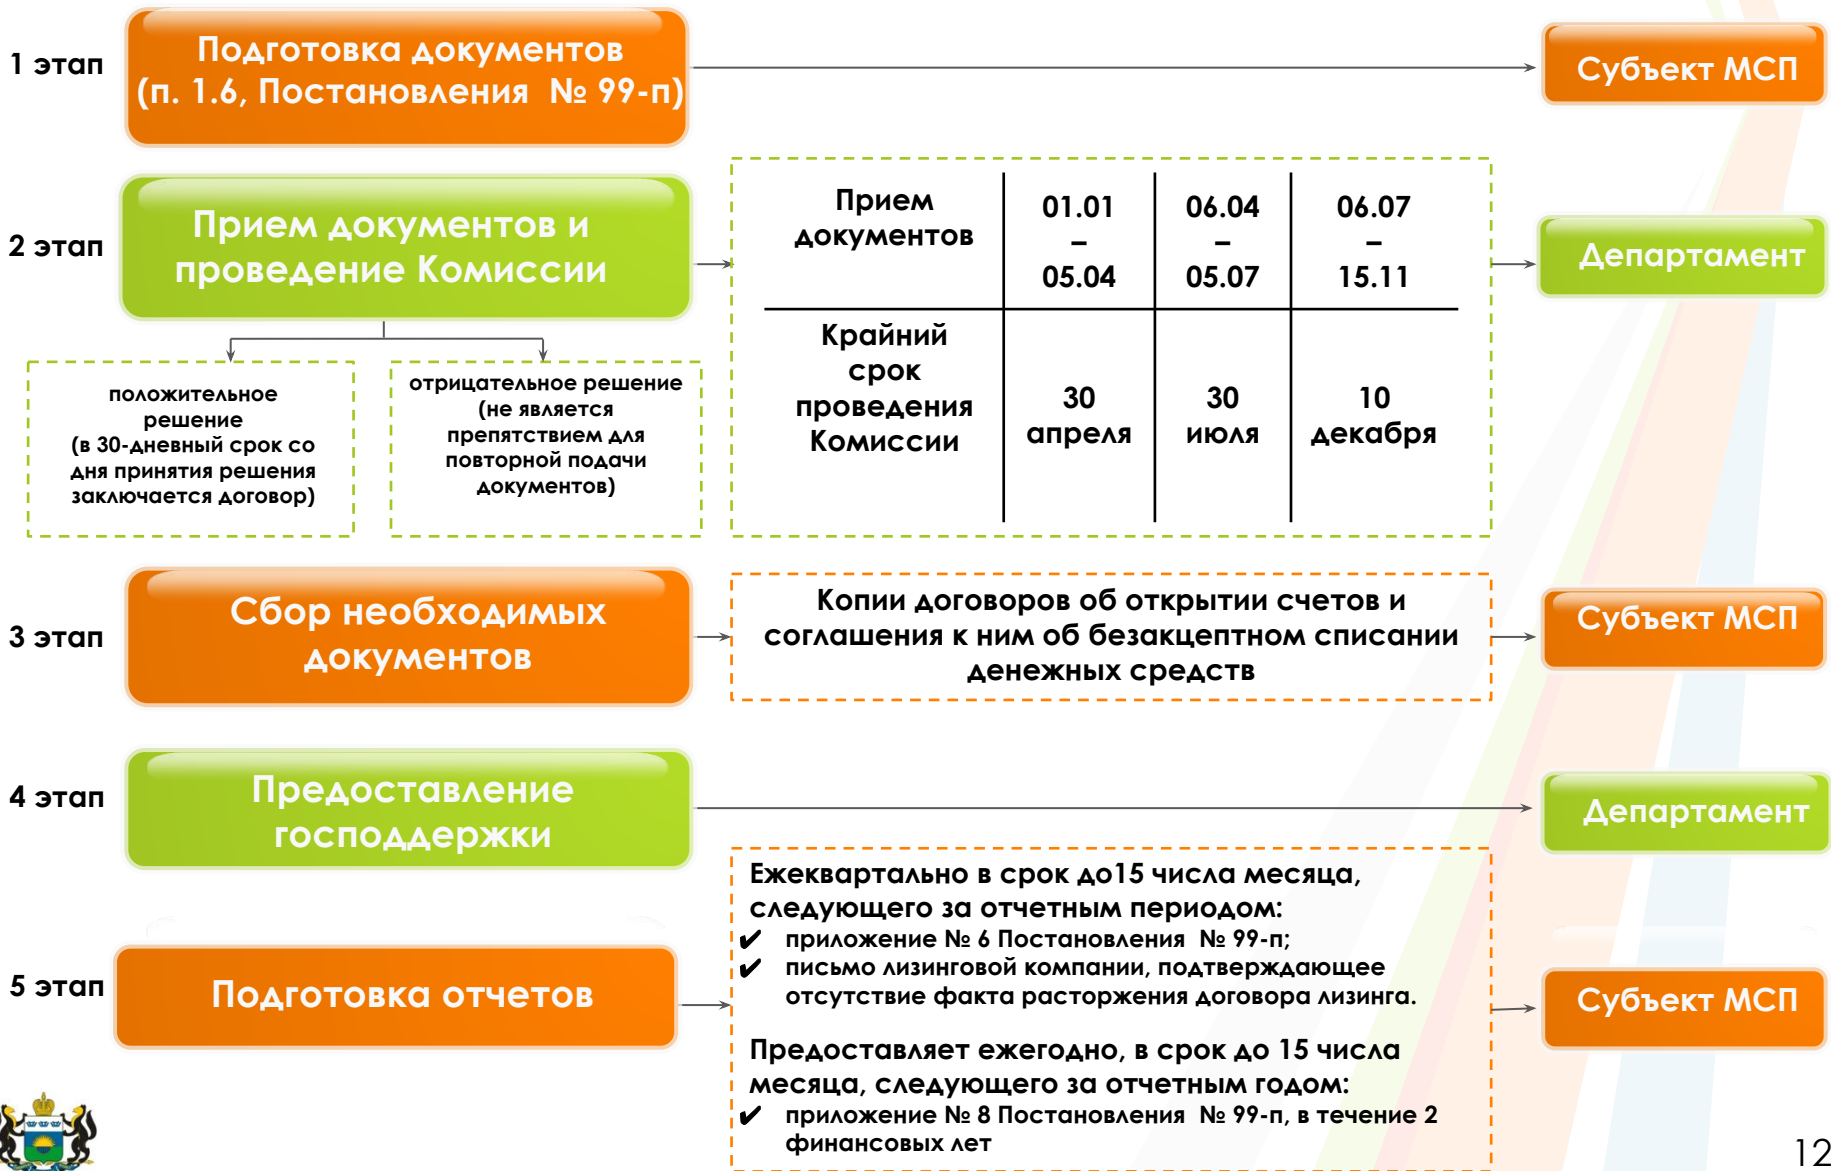 1 этап
Подготовка документов
(п. 1.6, Постановления № 99-п)
Субъект МСП
2 этап
Прием документов и
проведение Комиссии
положительное
решение
(в 30-дневный срок со
дня принятия решения
заключается договор)
отрицательное решение
(не является
препятствием для
повторной подачи
документов)
Прием
документов
01.01
–
05.04
06.04
–
05.07
06.07
–
15.11
Крайний
срок
проведения
Комиссии
30
апреля
30
июля
10
декабря
Департамент
3 этап
Сбор необходимых
документов
Копии договоров об открытии счетов и
соглашения к ним об безакцептном списании
денежных средств
Субъект МСП
4 этап
Предоставление
господдержки
Департамент
5 этап
Подготовка отчетов
Ежеквартально в срок до15 числа месяца,
следующего за отчетным периодом:
✔ приложение № 6 Постановления № 99-п;
✔ письмо лизинговой компании, подтверждающее
отсутствие факта расторжения договора лизинга.
Предоставляет ежегодно, в срок до 15 числа
месяца, следующего за отчетным годом:
✔ приложение № 8 Постановления № 99-п, в течение 2
финансовых лет
Субъект МСП
12